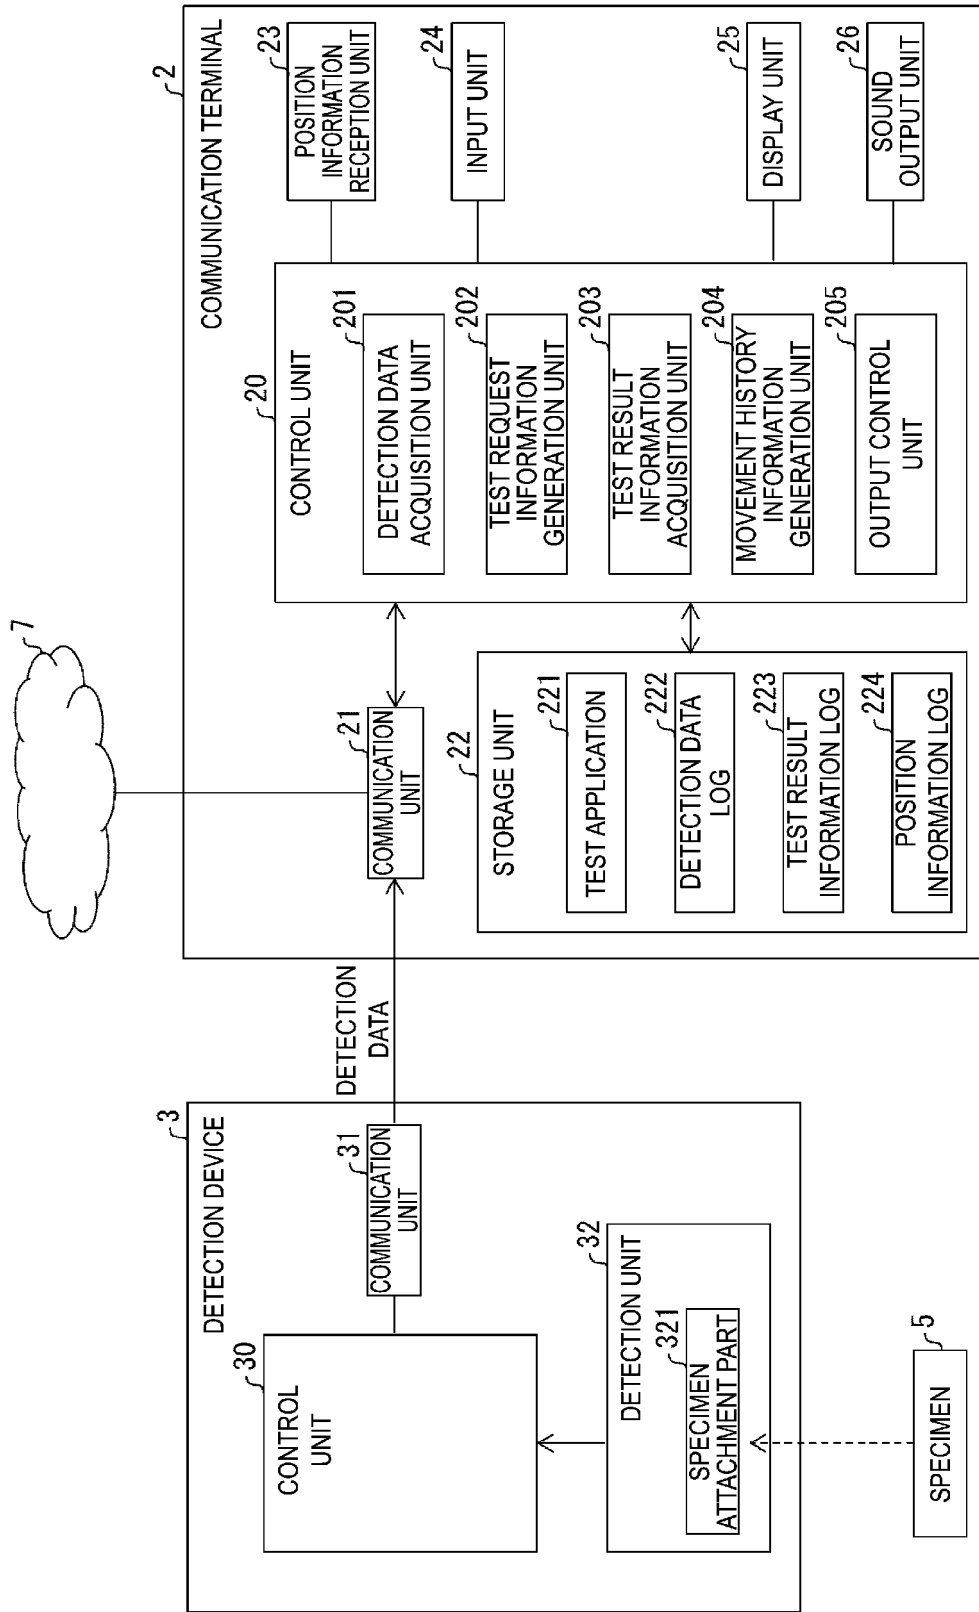 7
3
DETECTION DEVICE
30
CONTROL
UNIT
31
COMMUNICATION
UNIT
32
DETECTION UNIT
321
SPECIMEN
ATTACHMENT PART
5
SPECIMEN
DETECTION
DATA
2
COMMUNICATION TERMINAL
21
COMMUNICATION
UNIT
22
STORAGE UNIT
221
TEST APPLICATION
222
DETECTION DATA
LOG
223
TEST RESULT
INFORMATION LOG
224
POSITION
INFORMATION LOG
20
CONTROL UNIT
201
DETECTION DATA
ACQUISITION UNIT
202
TEST REQUEST
INFORMATION
GENERATION UNIT
203
TEST RESULT
INFORMATION
ACQUISITION UNIT
204
MOVEMENT HISTORY
INFORMATION
GENERATION UNIT
205
OUTPUT CONTROL
UNIT
23
POSITION
INFORMATION
RECEPTION UNIT
24
INPUT UNIT
25
DISPLAY UNIT
26
SOUND
OUTPUT UNIT